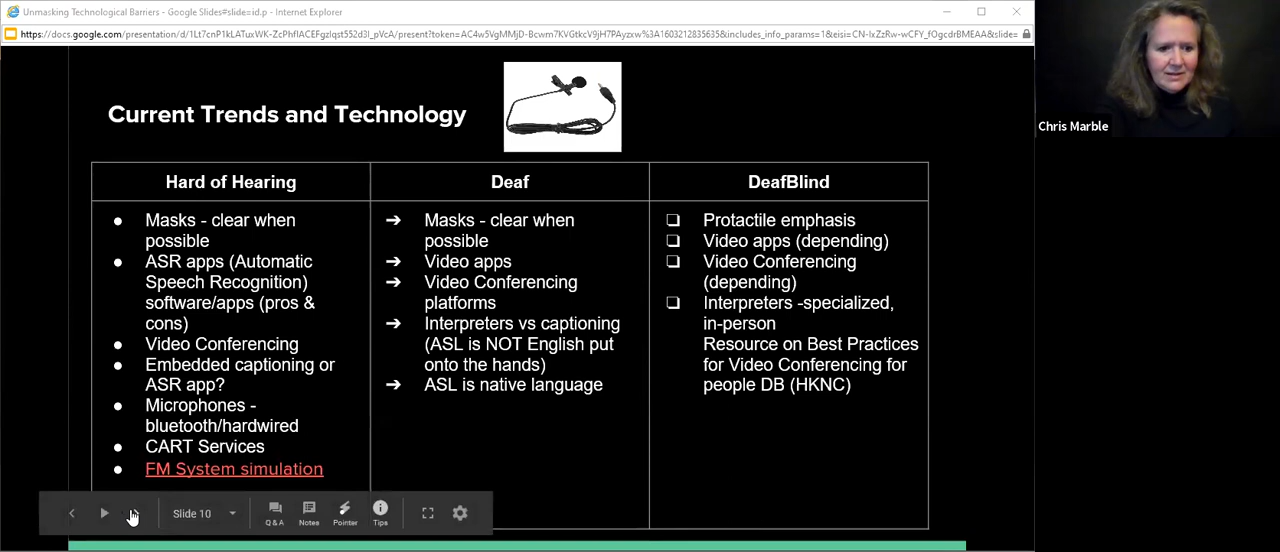 Unmasking Technological Barriers - Google Slides#slide=id.p - Internet Explorer
Current Trends and Technology
Hard of Hearing
● Masks - clear when
possible
● ASR apps (Automatic
Speech Recognition)
software/apps (pros &
cons)
● Video Conferencing
● Embedded captioning or
ASR app?
● Microphones -
bluetooth/hardwired
● CART Services
● FM System simulation
Deaf
➔ Masks - clear when
possible
➔ Video apps
➔ Video Conferencing
platforms
➔ Interpreters vs captioning
(ASL is NOT English put
onto the hands)
➔ ASL is native language
DeafBlind
❏ Protactile emphasis
❏ Video apps (depending)
❏ Video Conferencing
(depending)
❏ Interpreters -specialized,
in-person
Resource on Best Practices
for Video Conferencing for
people DB (HKNC)
Chris Marble
Slide 10
Q & A
Notes
Pointer
Tips